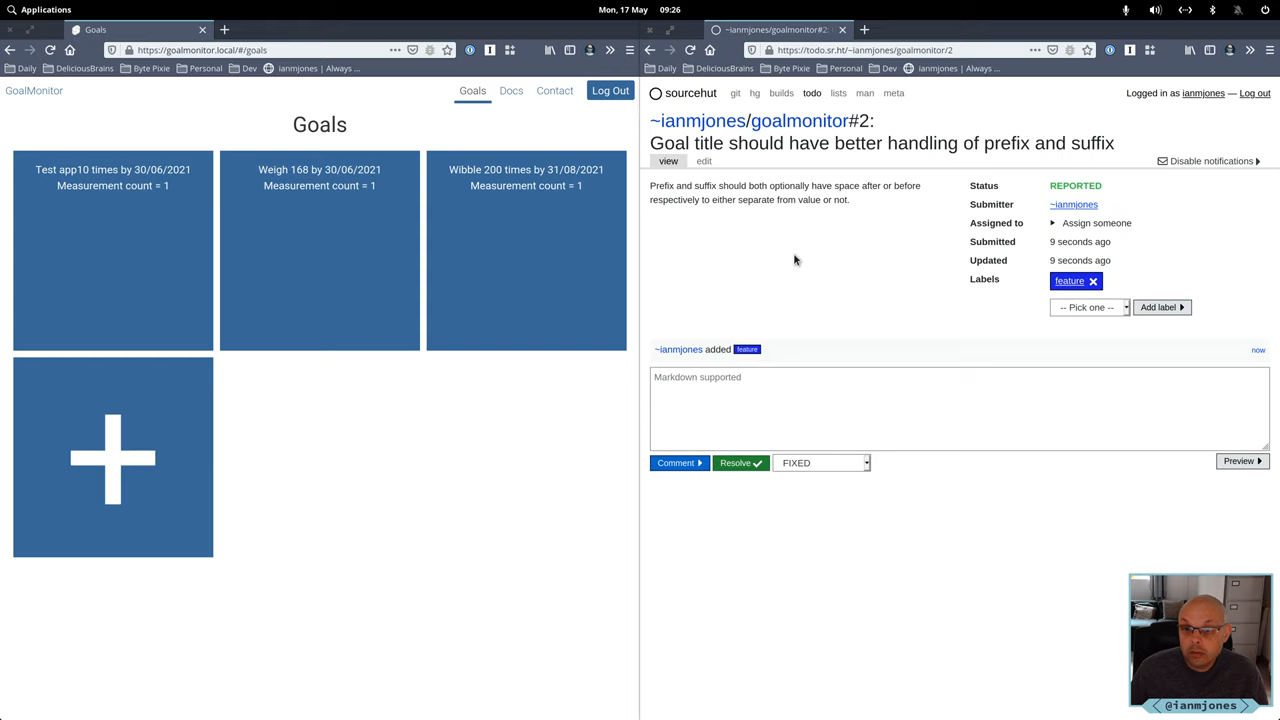 Applications
Mon, 17 May 09:26
Goals
~ianmjones/goalmonitor#2:
https://goalmonitor.local/#/goals
https://todo.sr.ht/~ianmjones/goalmonitor/2
Daily DeliciousBrains Byte Pixie Personal Dev ianmjones | Always ...
Daily DeliciousBrains Byte Pixie Personal Dev ianmjones | Always ...
GoalMonitor
Goals Docs Contact Log Out
Goals
Test app10 times by 30/06/2021
Measurement count = 1
Weigh 168 by 30/06/2021
Measurement count = 1
Wibble 200 times by 31/08/2021
Measurement count = 1
sourcehut git hg builds todo lists man meta
Logged in as ianmjones — Log out
~ianmjones/goalmonitor#2:
Goal title should have better handling of prefix and suffix
view edit
Disable notifications
Prefix and suffix should both optionally have space after or before
respectively to either separate from value or not.
Status REPORTED
Submitter ~ianmjones
Assigned to Assign someone
Submitted 9 seconds ago
Updated 9 seconds ago
Labels feature
-- Pick one -- Add label
~ianmjones added feature now
Markdown supported
Comment Resolve FIXED
Preview
@ianmjones